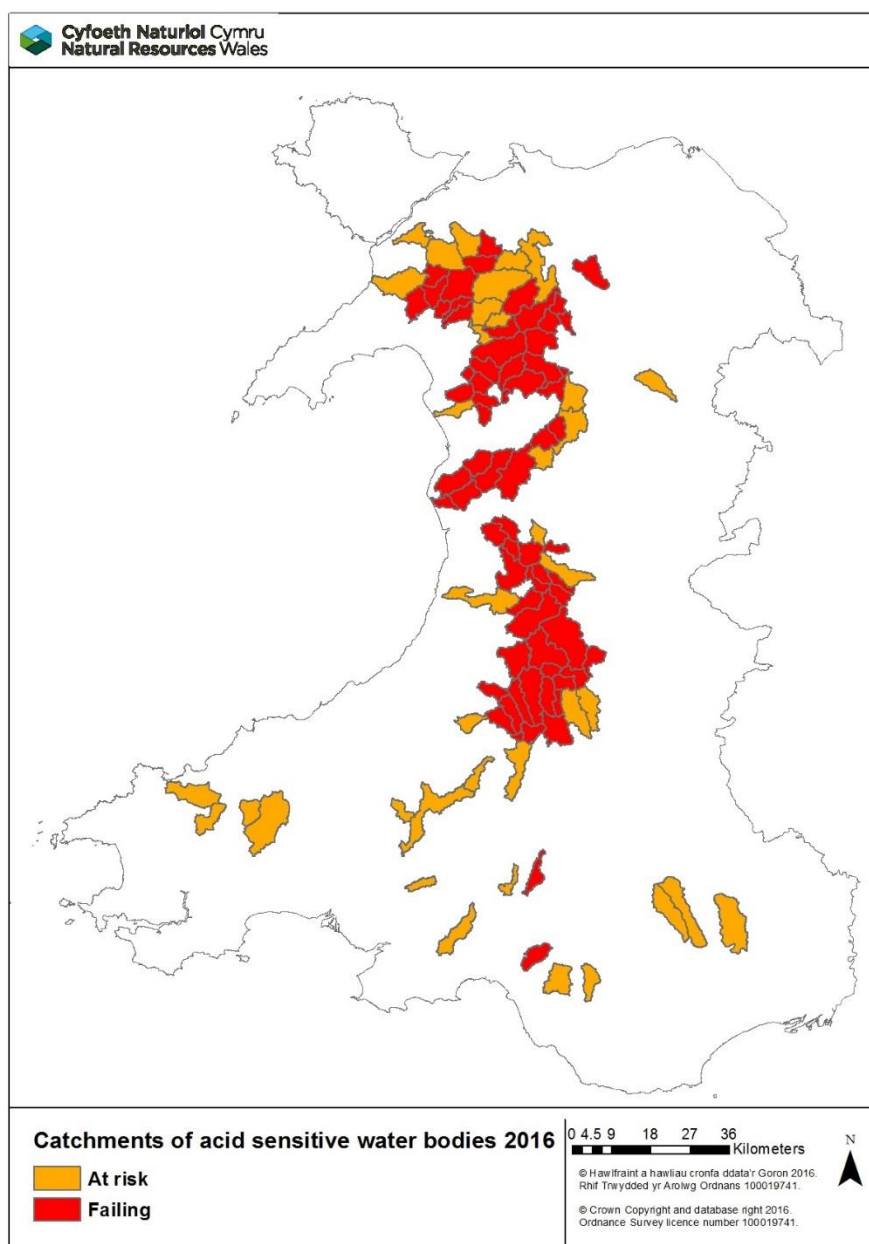 Cyfoeth Naturiol Cymru
Natural Resources Wales
Catchments of acid sensitive water bodies 2016
At risk
Failing
0 4.5 9 18 27 36
Kilometers
N
© Hawlfraint a hawliau cronfa ddata'r Goron 2016.
Rhif Trwydded yr Arolwg Ordnans 100019741.
© Crown Copyright and database right 2016.
Ordnance Survey licence number 100019741.